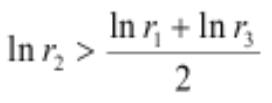 ln r₂ > (ln r₁ + ln r₃) / 2